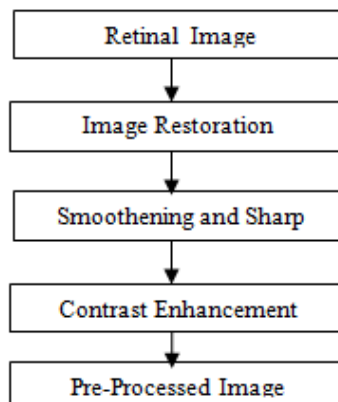 Retinal Image
Image Restoration
Smoothening and Sharp
Contrast Enhancement
Pre-Processed Image